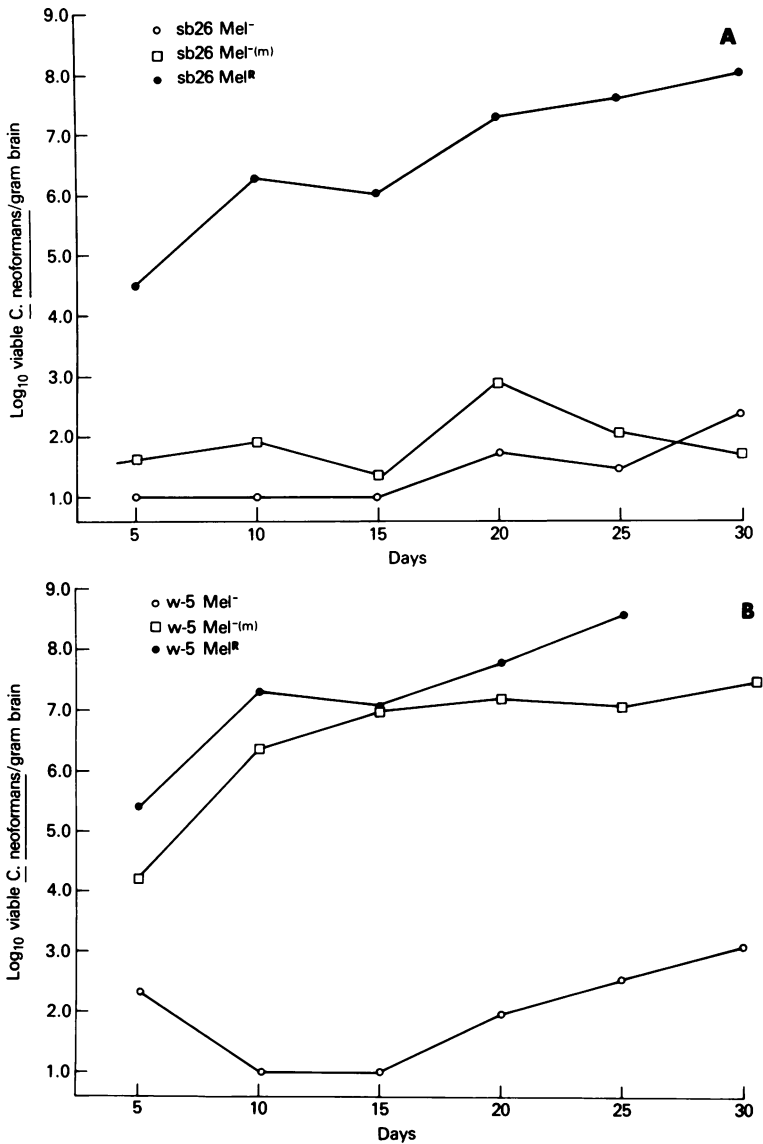 A
○ sb26 Mel⁻
□ sb26 Mel⁻⁽ᵐ⁾
● sb26 Melᴿ
9.0
8.0
7.0
6.0
5.0
4.0
3.0
2.0
1.0
Log₁₀ viable C. neoformans/gram brain
5 10 15 20 25 30
Days
B
○ w-5 Mel⁻
□ w-5 Mel⁻⁽ᵐ⁾
● w-5 Melᴿ
9.0
8.0
7.0
6.0
5.0
4.0
3.0
2.0
1.0
Log₁₀ viable C. neoformans/gram brain
5 10 15 20 25 30
Days